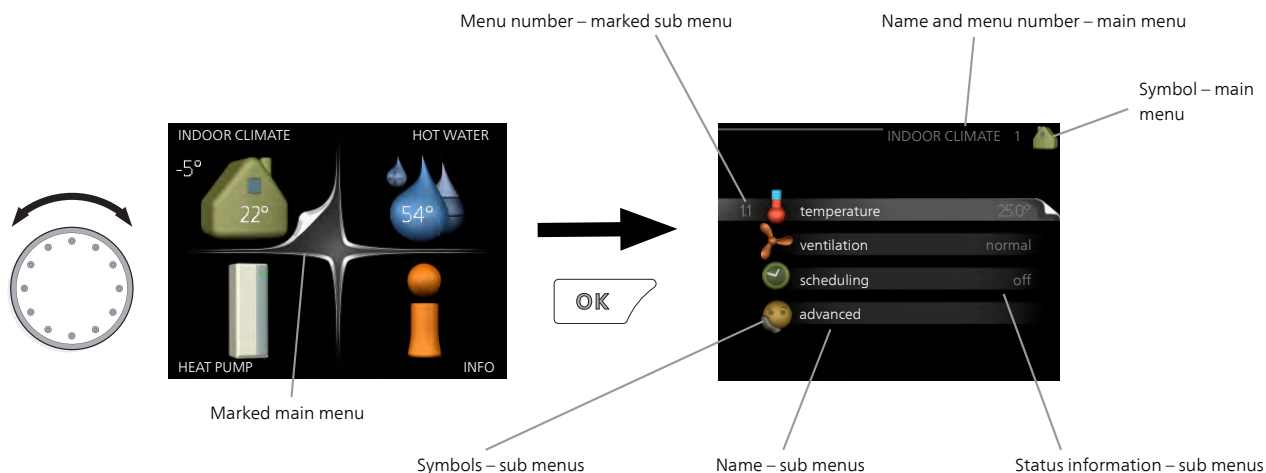 Menu number – marked sub menu
Name and menu number – main menu
Symbol – main
menu
INDOOR CLIMATE
HOT WATER
-5°
22°
54°
HEAT PUMP
INFO
Marked main menu
OK
INDOOR CLIMATE 1
1.1 temperature 25.0°
ventilation normal
scheduling off
advanced
Symbols – sub menus
Name – sub menus
Status information – sub menus